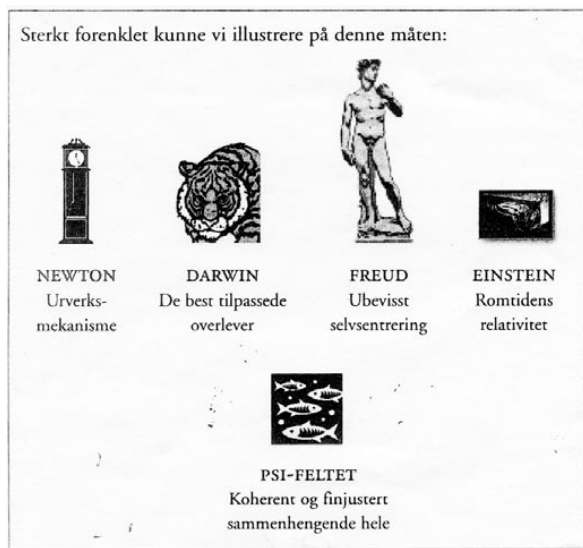 Sterkt forenklet kunne vi illustrere på denne måten:
NEWTON
Urverks-
mekanisme
DARWIN
De best tilpassede
overlever
FREUD
Ubevisst
selvsentrering
EINSTEIN
Romtidens
relativitet
PSI-FELTET
Koherent og finjustert
sammenhengende hele